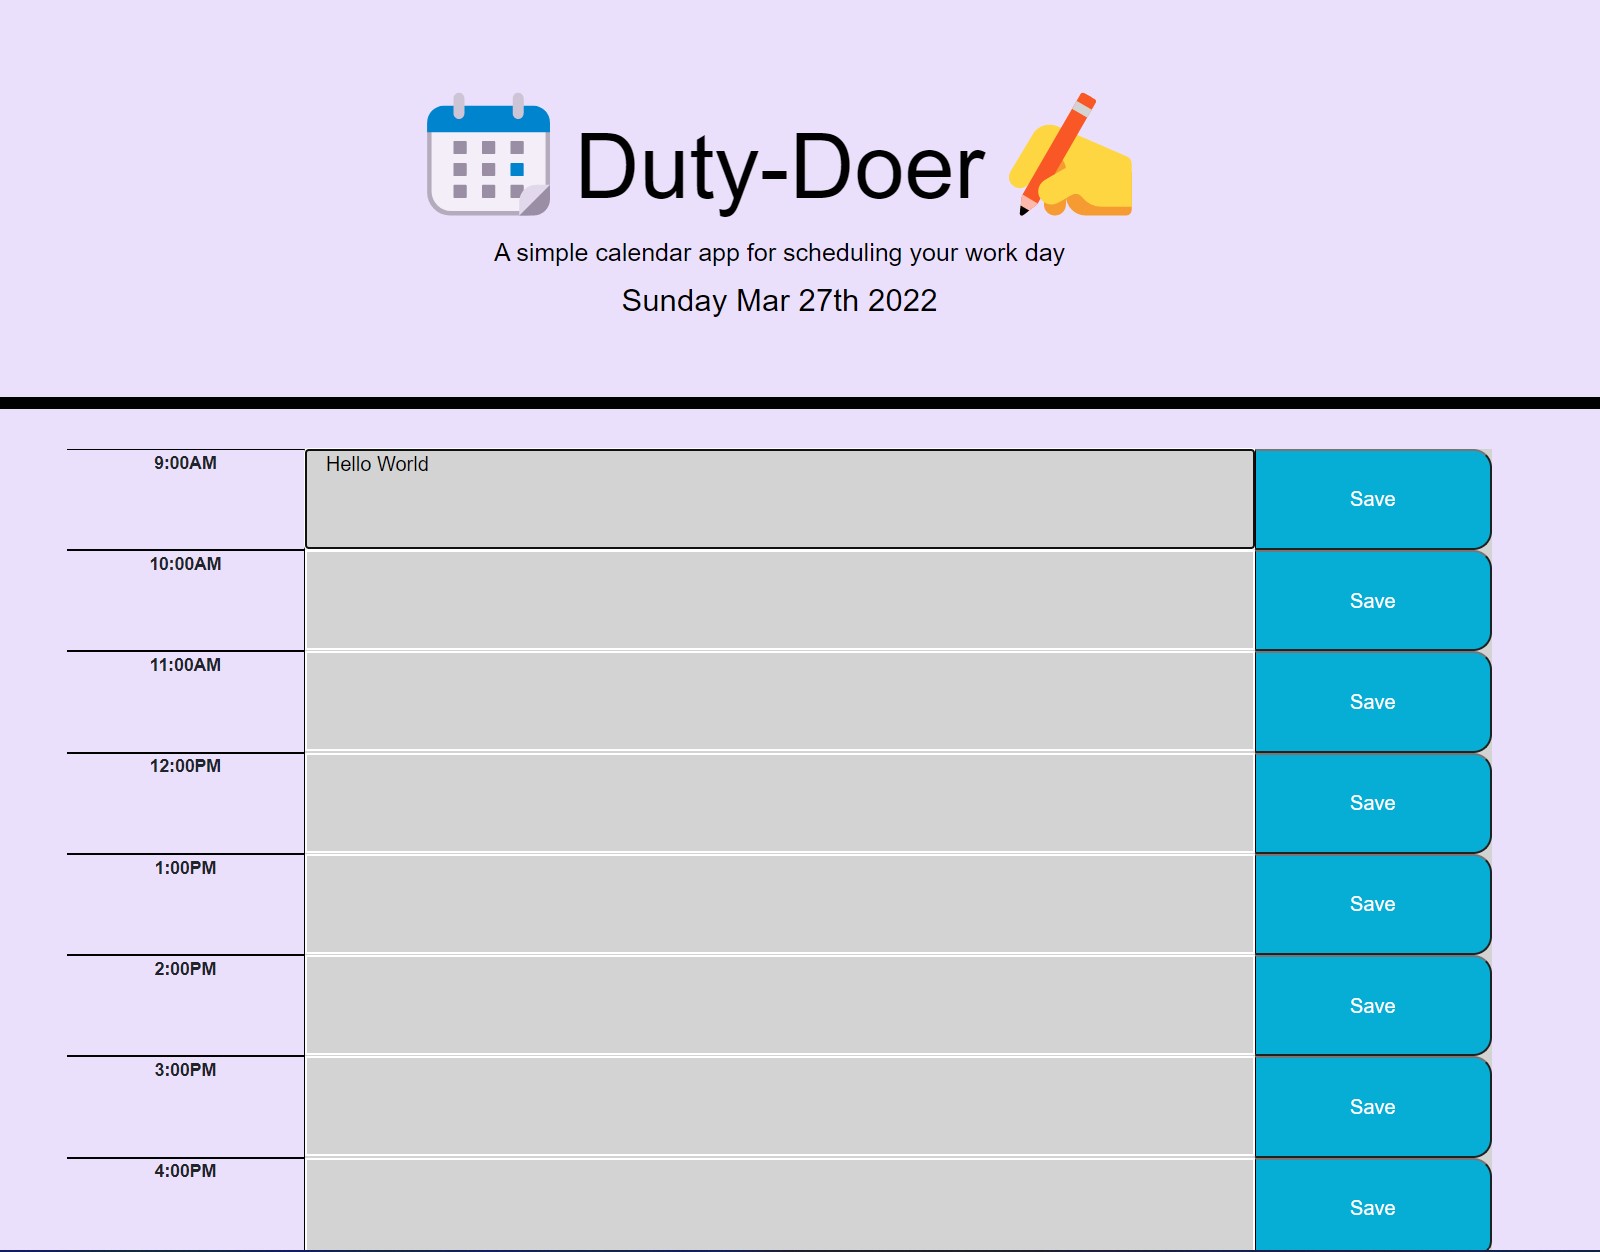 Duty-Doer
A simple calendar app for scheduling your work day
Sunday Mar 27th 2022
9:00AM Hello World Save
10:00AM Save
11:00AM Save
12:00PM Save
1:00PM Save
2:00PM Save
3:00PM Save
4:00PM Save